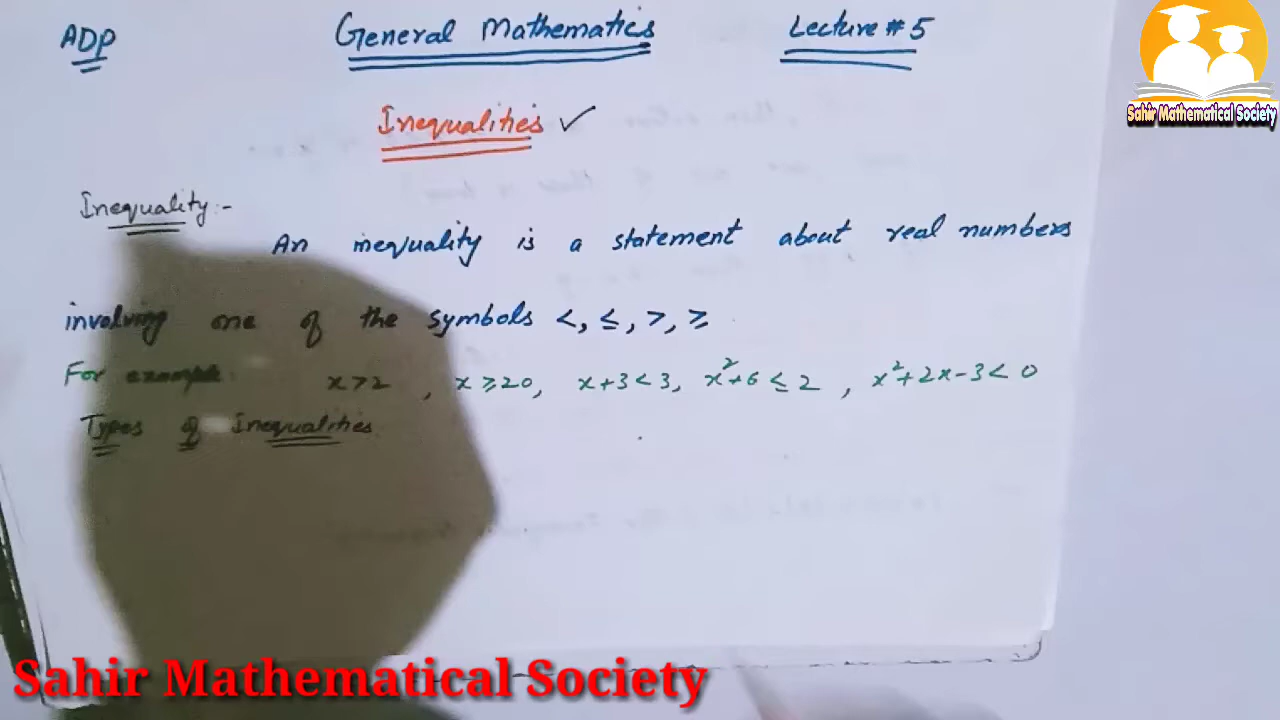 ADP General Mathematics Lecture # 5
Sahir Mathematical Society
Inequalities ✓
Inequality:-
An inequality is a statement about real numbers
involving one of the symbols <, ≤, >, ≥
For example x > 2 , x ≥ 20, x + 3 < 3, x² + 6 ≤ 2 , x² + 2x - 3 < 0
Types of Inequalities
Sahir Mathematical Society